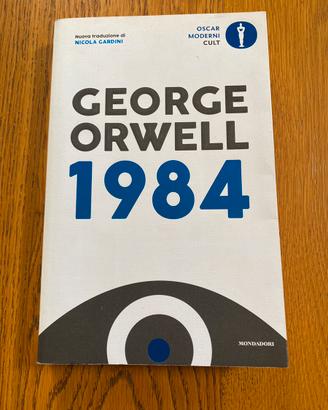 Nuova traduzione di
NICOLA GARDINI
OSCAR
MODERNI
CULT
GEORGE
ORWELL
1984
MONDADORI